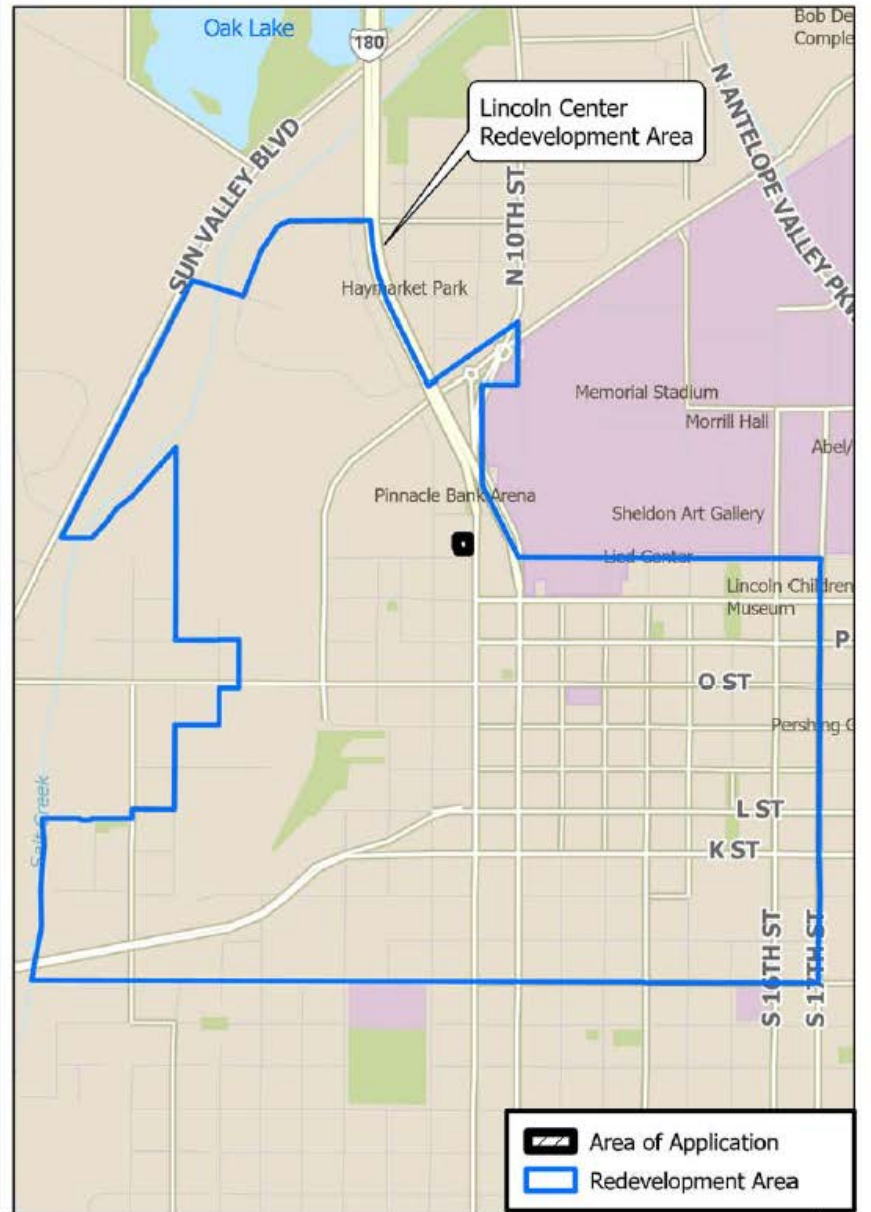 Oak Lake
180
Bob De
Comple
Lincoln Center
Redevelopment Area
N ANTELOPE VALLEY PKW
SUN VALLEY BLVD
N 10TH ST
Haymarket Park
Memorial Stadium
Morrill Hall
Abel/
Pinnacle Bank Arena
Sheldon Art Gallery
Lied Center
Lincoln Children
Museum
P
O ST
Pershing C
Salt Creek
L ST
K ST
S 16TH ST
S 17TH ST
Area of Application
Redevelopment Area